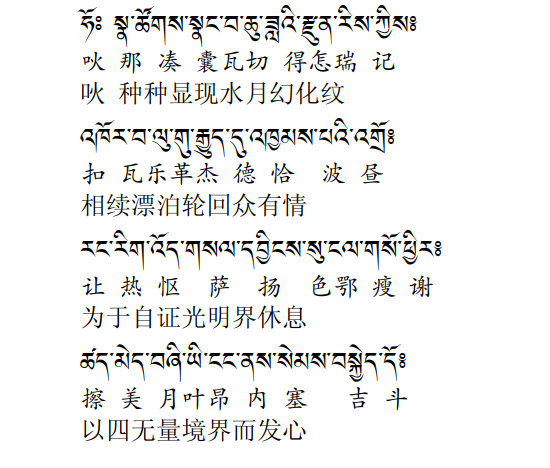 ཧོཿ སྣ་ཚོགས་སྣང་བ་ཆུ་ཟླའི་རྫུན་རིས་ཀྱིསཿ
吙 那 凑 囊瓦切 得怎瑞 记
吙 种种显现水月幻化纹
འཁོར་བ་ལུ་གུ་རྒྱུད་དུ་འཁྱམས་པའི་འགྲོཿ
扣 瓦乐革杰 德 恰 波 昼
相续漂泊轮回众有情
རང་རིག་འོད་གསལ་དབྱིངས་སུ་ངལ་གསོ་ཕྱིརཿ
让 热 怄 萨 扬 色鄂 瘦 谢
为于自证光明界休息
ཚད་མེད་བཞི་ཡི་ངང་ནས་སེམས་བསྐྱེད་དོཿ
擦 美 月叶昂 内 塞 吉 斗
以四无量境界而发心